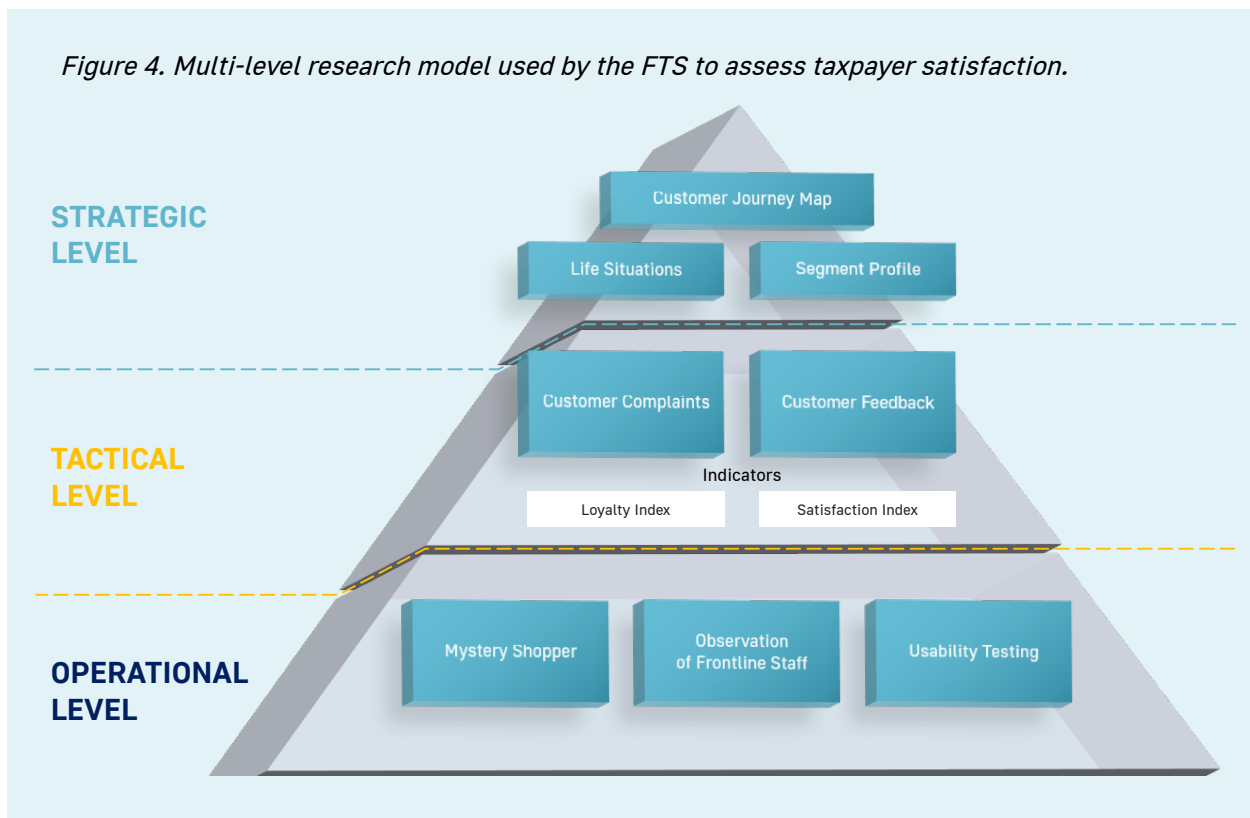 Figure 4. Multi-level research model used by the FTS to assess taxpayer satisfaction.
STRATEGIC
LEVEL
Customer Journey Map
Life Situations
Segment Profile
TACTICAL
LEVEL
Customer Complaints
Customer Feedback
Indicators
Loyalty Index
Satisfaction Index
OPERATIONAL
LEVEL
Mystery Shopper
Observation
of Frontline Staff
Usability Testing